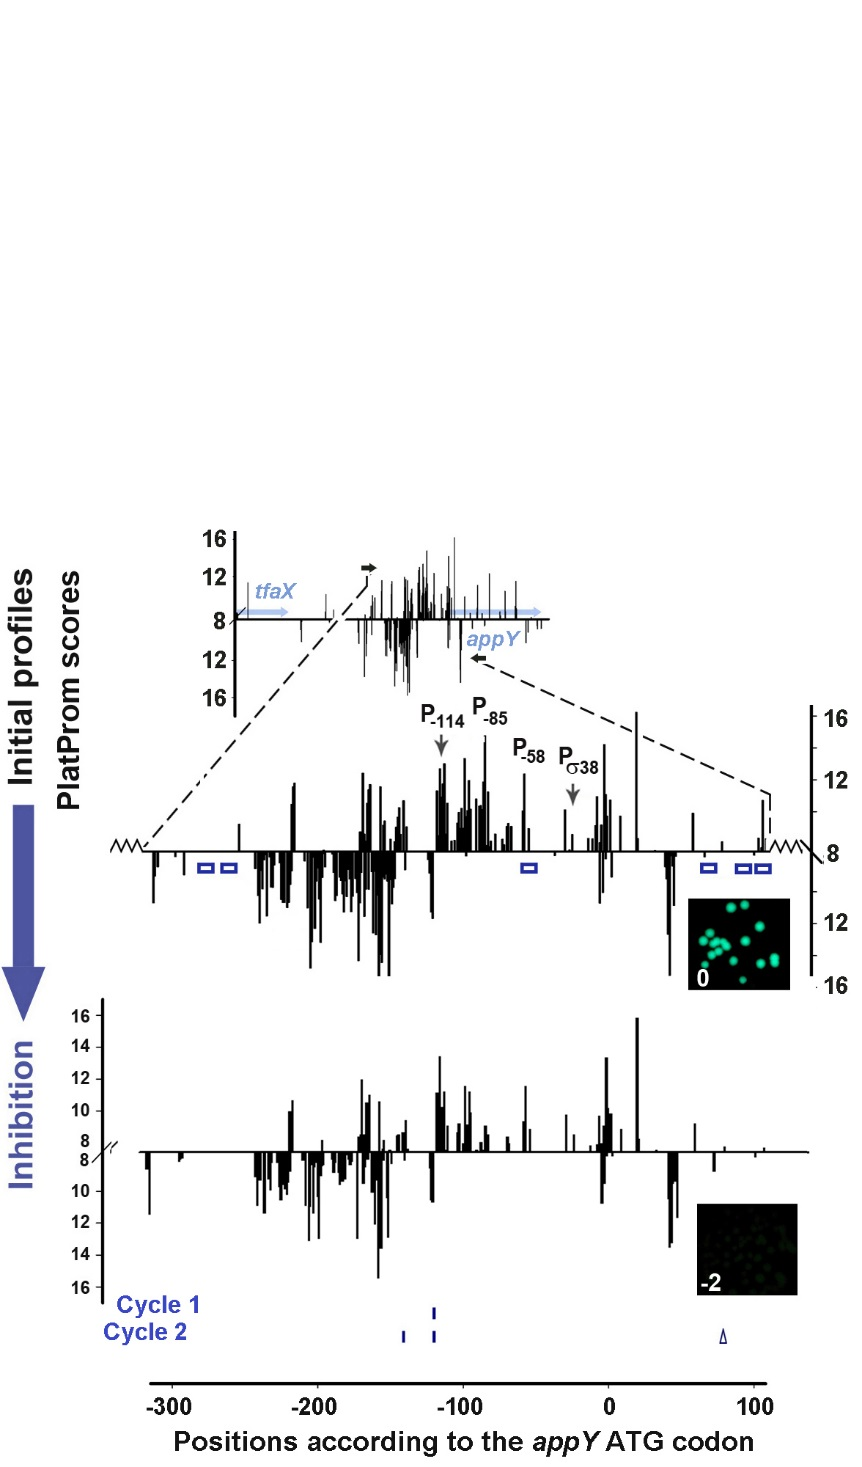 Initial profiles
PlatProm scores
Inhibition
16
12
8
12
16
tfaX
appY
P-114
P-85
P-58
Pσ38
16
12
8
12
16
0
16
14
12
10
8
8
10
12
14
16
-2
Cycle 1
Cycle 2
-300 -200 -100 0 100
Positions according to the appY ATG codon